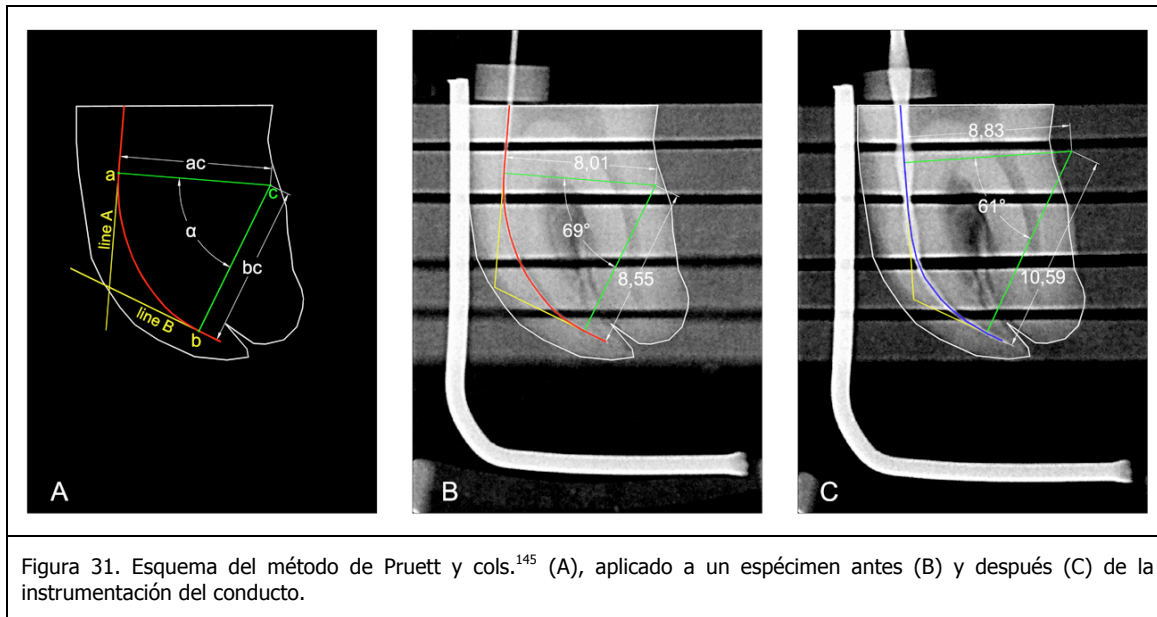 ac
a
c
α
line A
bc
line B
b
A
8,01
69°
8,55
B
8,83
61°
10,59
C
Figura 31. Esquema del método de Pruett y cols.¹⁴⁵ (A), aplicado a un espécimen antes (B) y después (C) de la
instrumentación del conducto.